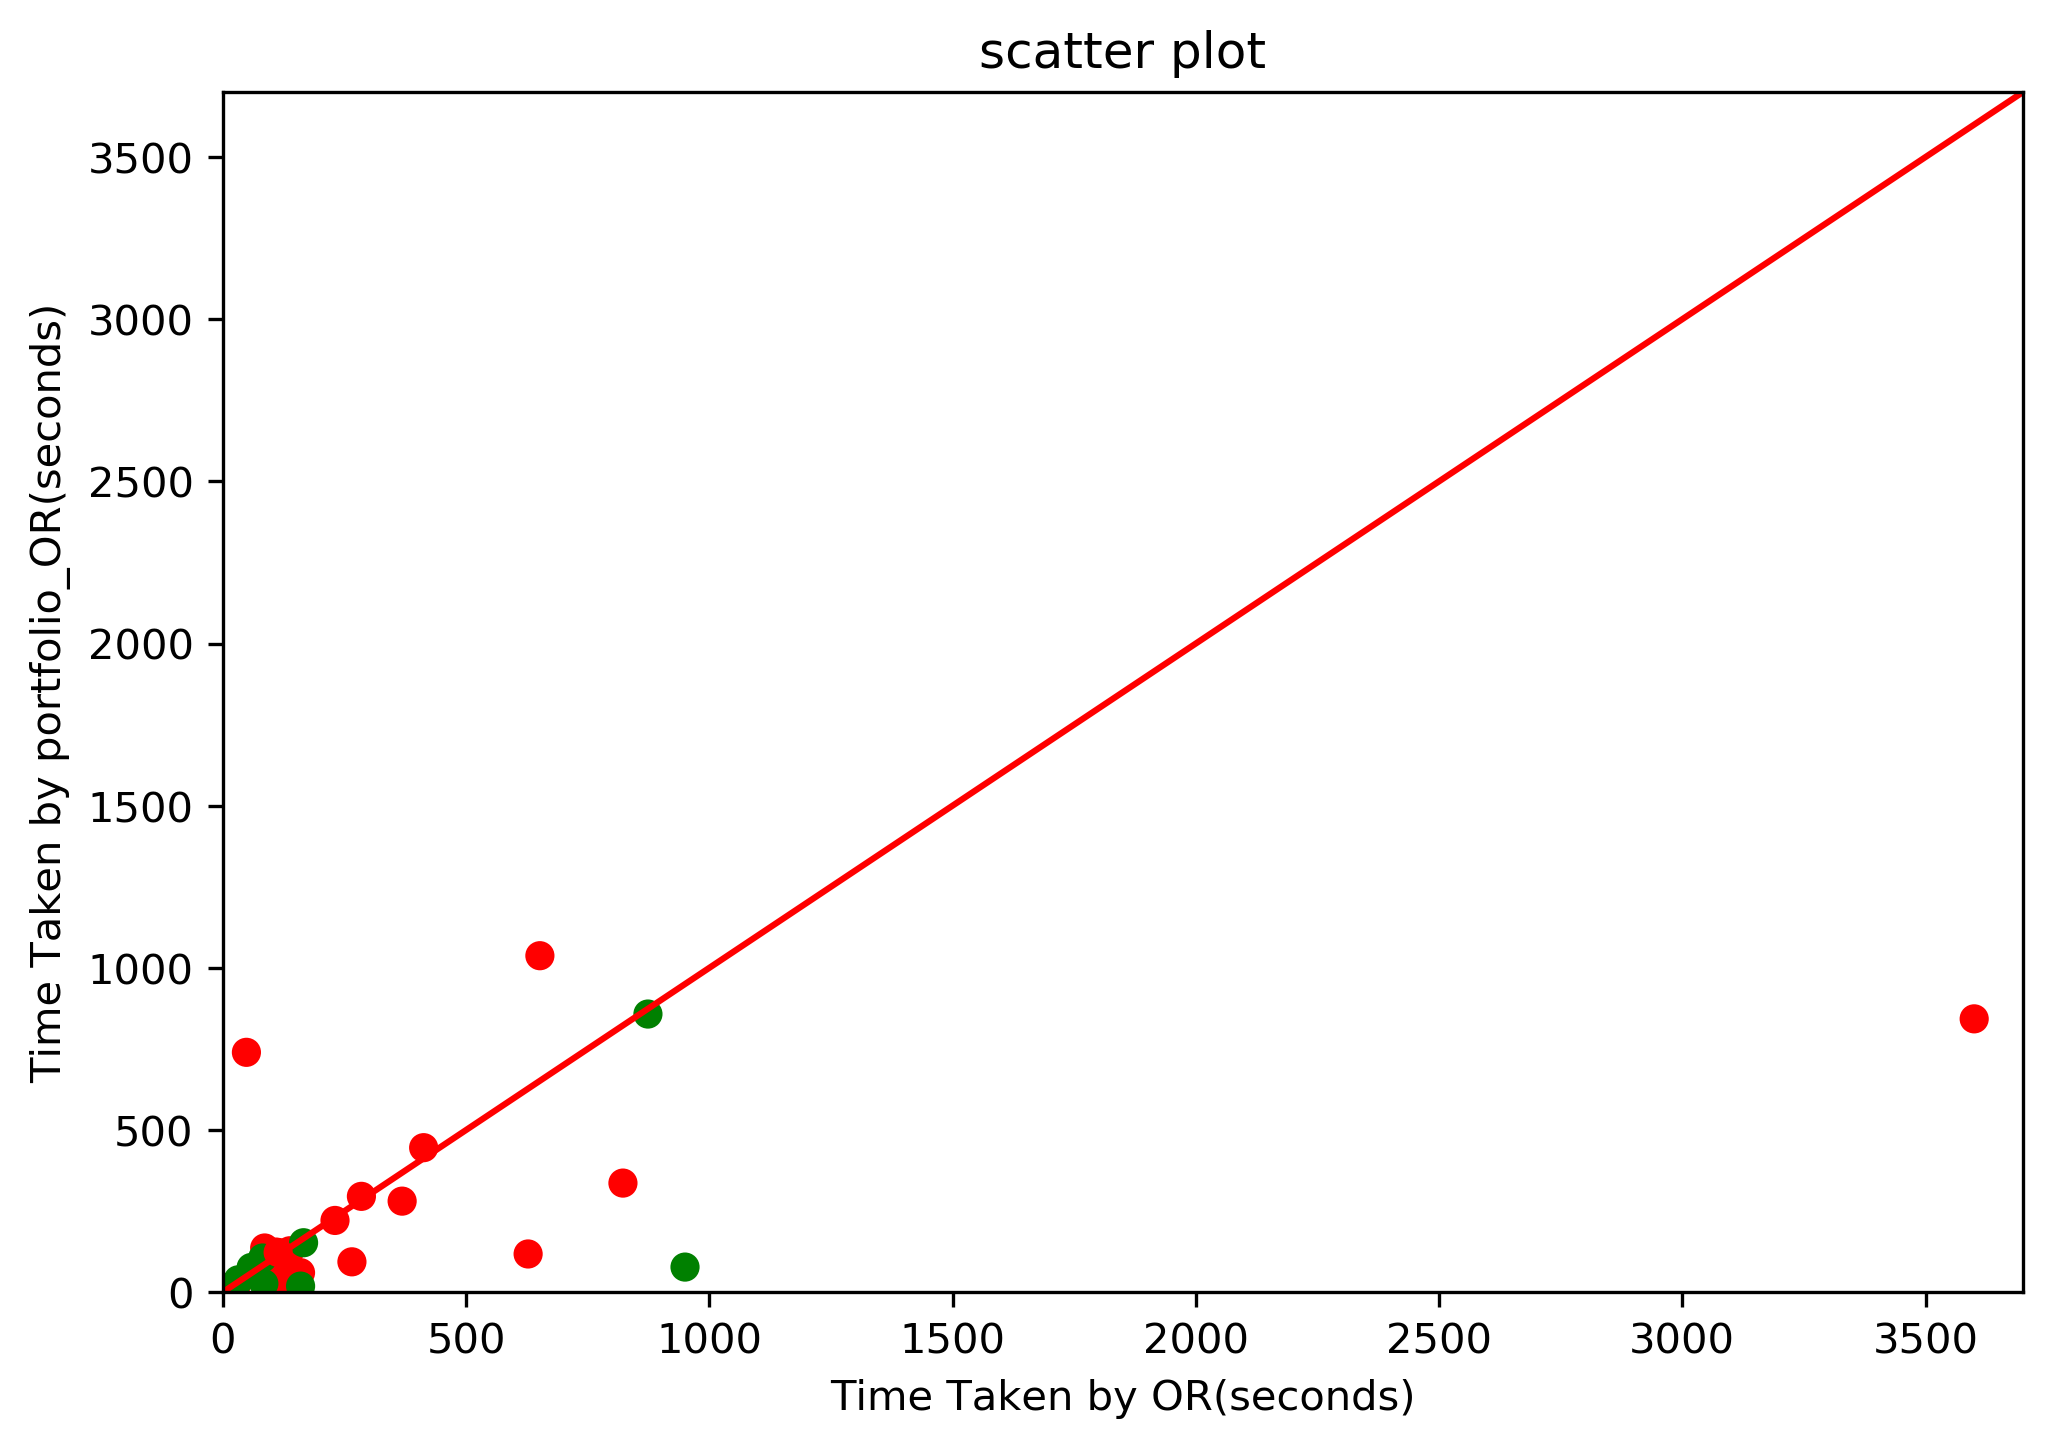 scatter plot
Time Taken by portfolio_OR(seconds)
3500
3000
2500
2000
1500
1000
500
0
0 500 1000 1500 2000 2500 3000 3500
Time Taken by OR(seconds)